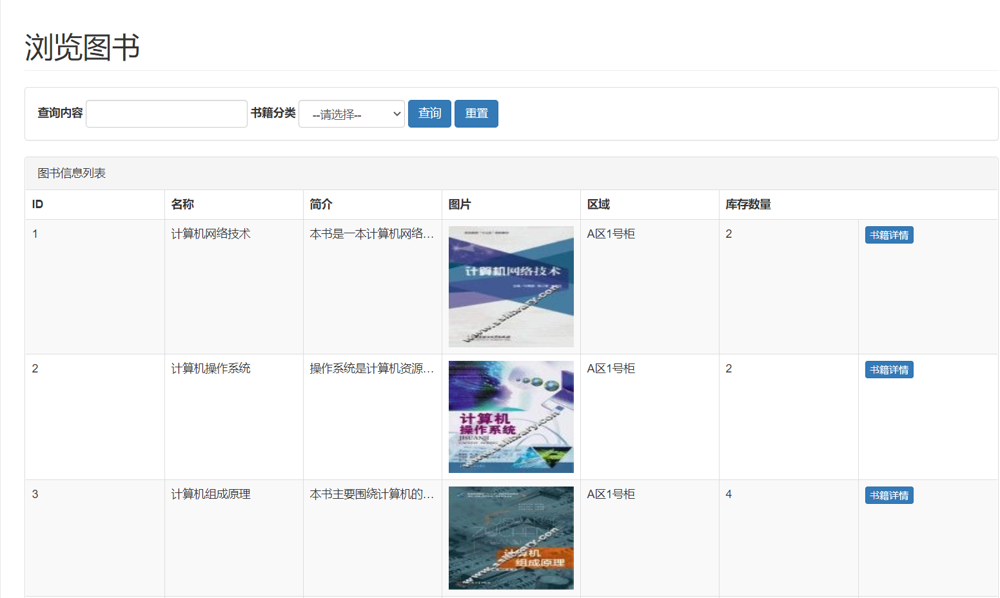 浏览图书
查询内容 书籍分类 --请选择-- 查询 重置
图书信息列表
ID 名称 简介 图片 区域 库存数量
1 计算机网络技术 本书是一本计算机网络... A区1号柜 2 书籍详情
计算机网络技术
www.aslibrary.com
2 计算机操作系统 操作系统是计算机资源... A区1号柜 2 书籍详情
计算机
操作系统
JISUANJI
www.aslibrary.com
3 计算机组成原理 本书主要围绕计算机的... A区1号柜 4 书籍详情
计算机
组成原理
www.aslibrary.com